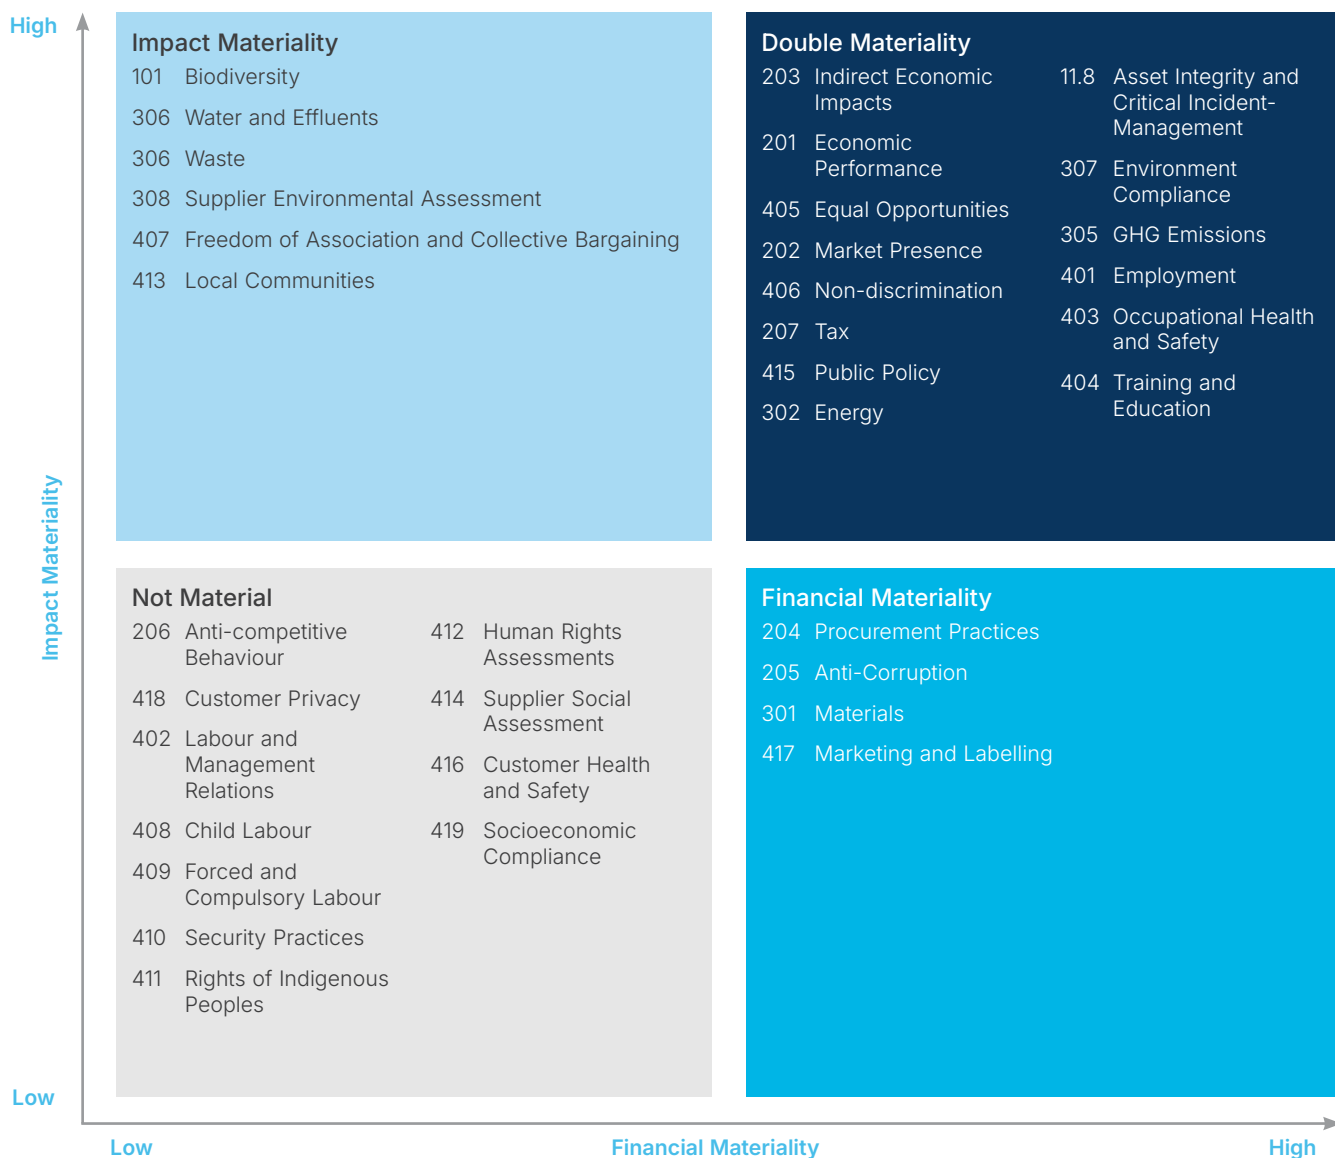 High
Impact Materiality
101 Biodiversity
306 Water and Effluents
306 Waste
308 Supplier Environmental Assessment
407 Freedom of Association and Collective Bargaining
413 Local Communities
Double Materiality
203 Indirect Economic
Impacts
201 Economic
Performance
405 Equal Opportunities
202 Market Presence
406 Non-discrimination
207 Tax
415 Public Policy
302 Energy
11.8 Asset Integrity and
Critical Incident-
Management
307 Environment
Compliance
305 GHG Emissions
401 Employment
403 Occupational Health
and Safety
404 Training and
Education
Impact Materiality
Not Material
206 Anti-competitive
Behaviour
418 Customer Privacy
402 Labour and
Management
Relations
408 Child Labour
409 Forced and
Compulsory Labour
410 Security Practices
411 Rights of Indigenous
Peoples
412 Human Rights
Assessments
414 Supplier Social
Assessment
416 Customer Health
and Safety
419 Socioeconomic
Compliance
Financial Materiality
204 Procurement Practices
205 Anti-Corruption
301 Materials
417 Marketing and Labelling
Low
Low
Financial Materiality
High